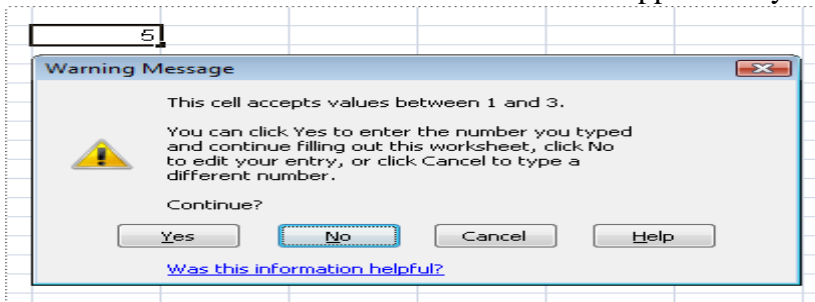 5
Warning Message
This cell accepts values between 1 and 3.
You can click Yes to enter the number you typed
and continue filling out this worksheet, click No
to edit your entry, or click Cancel to type a
different number.
Continue?
Yes No Cancel Help
Was this information helpful?